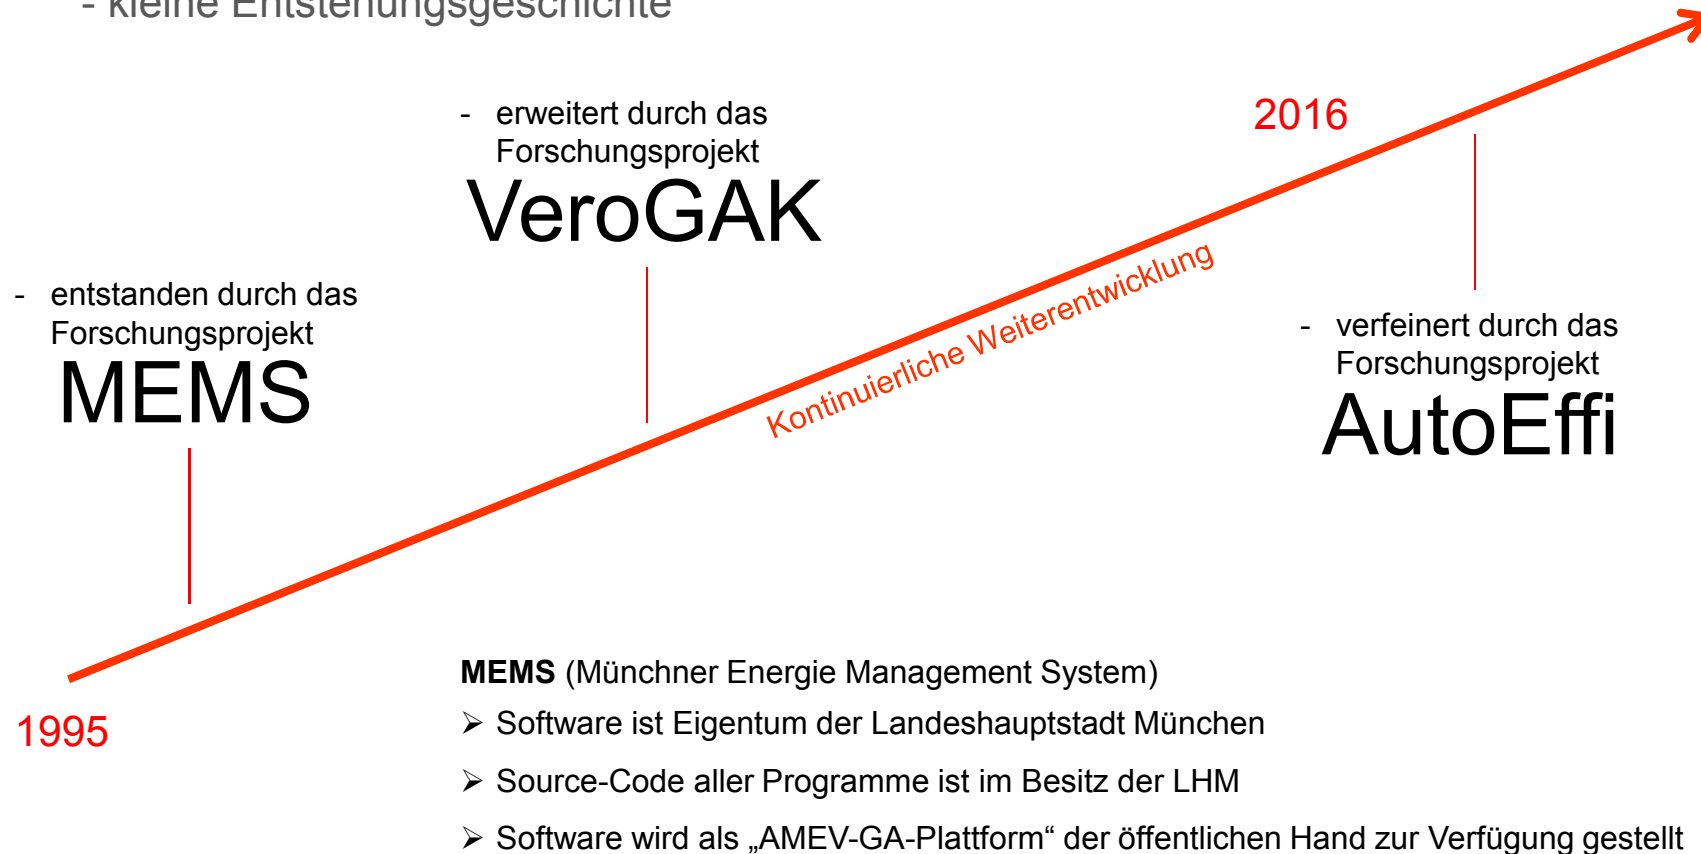 - kleine Entstehungsgeschichte
- erweitert durch das
Forschungsprojekt
VeroGAK
2016
- entstanden durch das
Forschungsprojekt
MEMS
Kontinuierliche Weiterentwicklung
- verfeinert durch das
Forschungsprojekt
AutoEffi
1995
MEMS (Münchner Energie Management System)
➢ Software ist Eigentum der Landeshauptstadt München
➢ Source-Code aller Programme ist im Besitz der LHM
➢ Software wird als „AMEV-GA-Plattform“ der öffentlichen Hand zur Verfügung gestellt